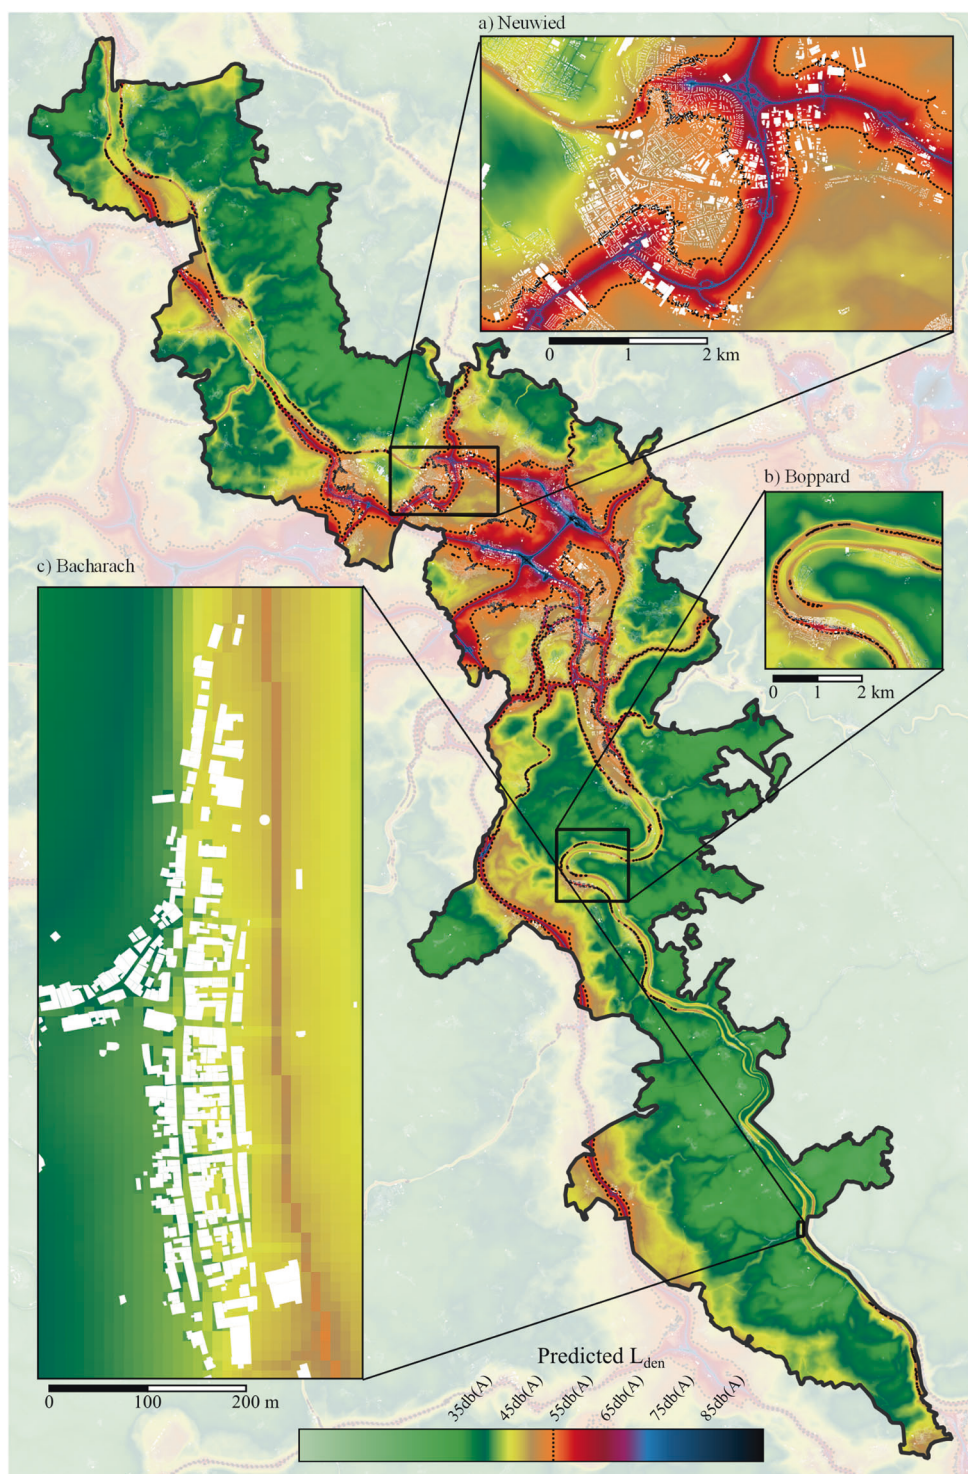 a) Neuwied
0 1 2 km
b) Boppard
0 1 2 km
c) Bacharach
0 100 200 m
Predicted Lden
35db(A) 45db(A) 55db(A) 65db(A) 75db(A) 85db(A)